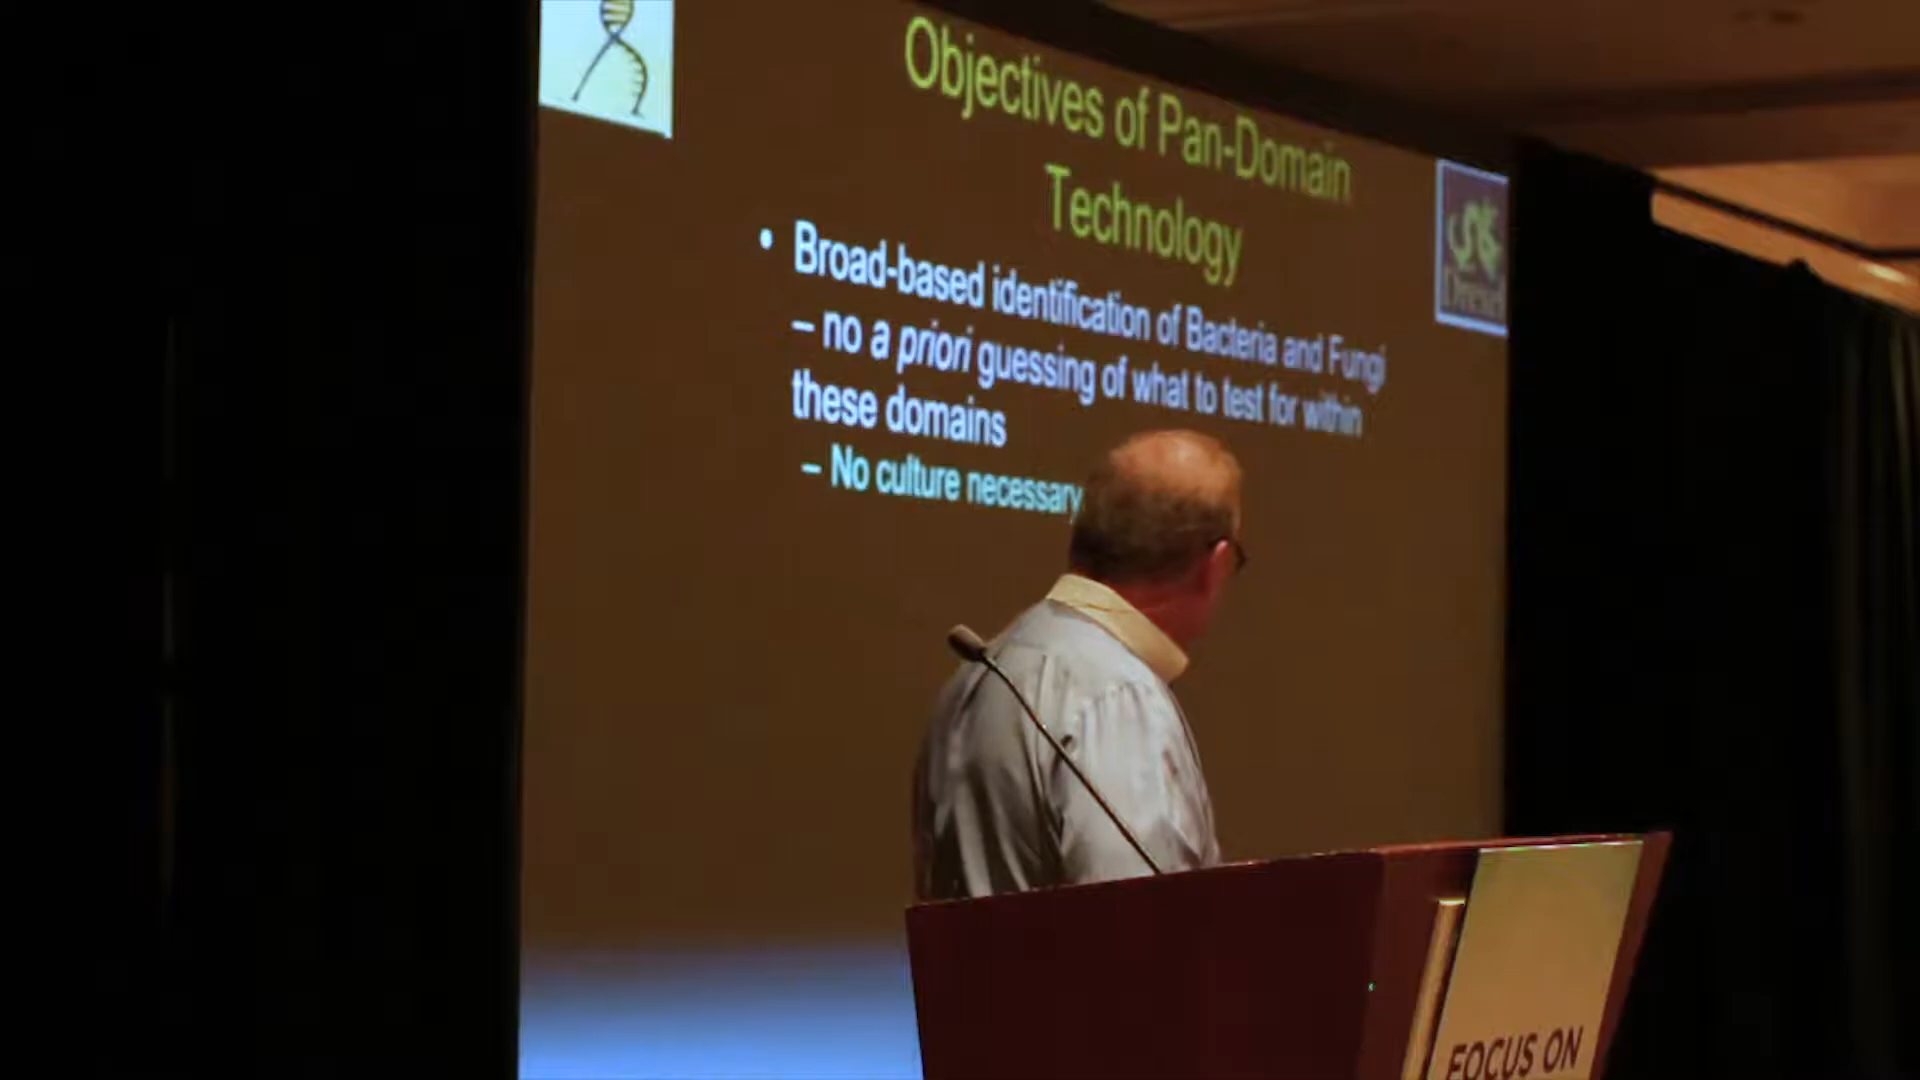 Objectives of Pan-Domain
Technology
• Broad-based identification of Bacteria and Fungi
– no a priori guessing of what to test for within
these domains
– No culture necessary
Drexel
FOCUS ON